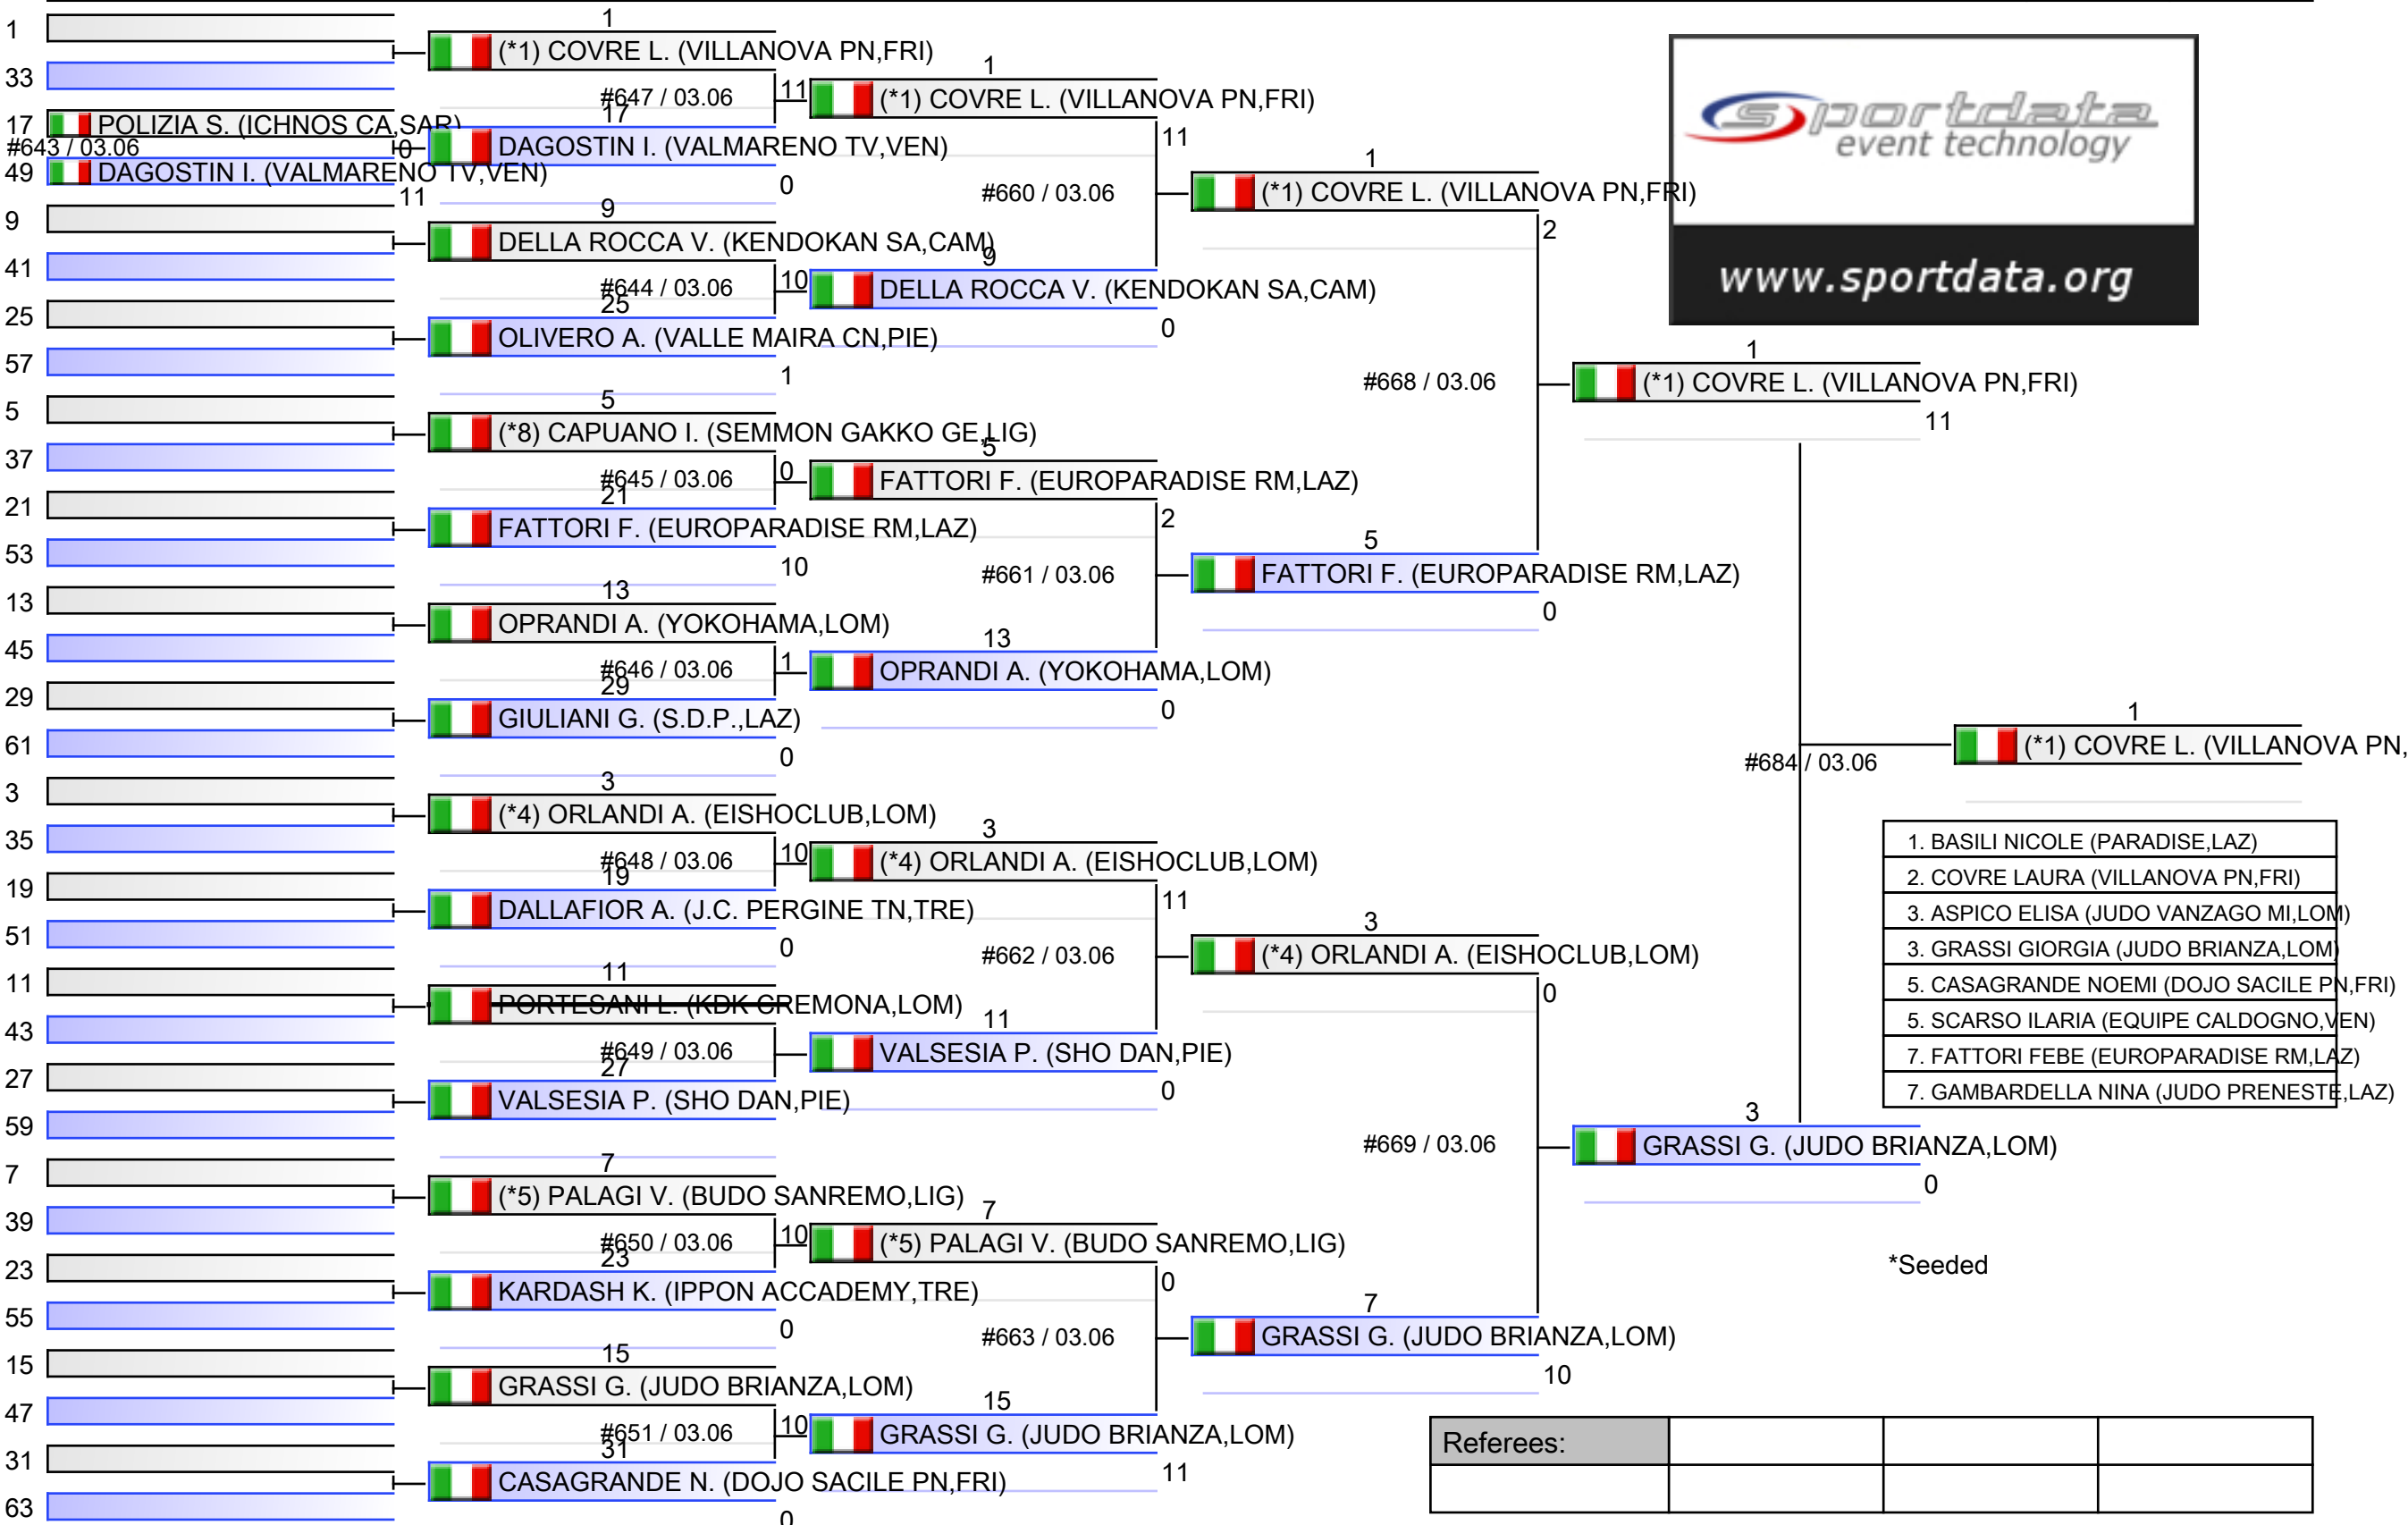 1
33
17 POLIZIA S. (ICHNOS CA,SAR)
#643 / 03.06
0
49 DAGOSTIN I. (VALMARENO TV,VEN)
11
9
41
25
57
5
37
21
53
13
45
29
61
3
35
19
51
11
43
27
59
7
39
23
55
15
47
31
63
1
(*1) COVRE L. (VILLANOVA PN,FRI)
11
#647 / 03.06
17
DAGOSTIN I. (VALMARENO TV,VEN)
0
9
DELLA ROCCA V. (KENDOKAN SA,CAM)
10
#644 / 03.06
25
OLIVERO A. (VALLE MAIRA CN,PIE)
1
5
(*8) CAPUANO I. (SEMMON GAKKO GE,LIG)
0
#645 / 03.06
21
FATTORI F. (EUROPARADISE RM,LAZ)
10
13
OPRANDI A. (YOKOHAMA,LOM)
1
#646 / 03.06
29
GIULIANI G. (S.D.P.,LAZ)
0
3
(*4) ORLANDI A. (EISHOCLUB,LOM)
10
#648 / 03.06
19
DALLAFIOR A. (J.C. PERGINE TN,TRE)
0
11
PORTESANI L. (KDK CREMONA,LOM)
#649 / 03.06
27
VALSESIA P. (SHO DAN,PIE)
7
(*5) PALAGI V. (BUDO SANREMO,LIG)
10
#650 / 03.06
23
KARDASH K. (IPPON ACCADEMY,TRE)
0
15
GRASSI G. (JUDO BRIANZA,LOM)
10
#651 / 03.06
31
CASAGRANDE N. (DOJO SACILE PN,FRI)
0
1
(*1) COVRE L. (VILLANOVA PN,FRI)
11
#660 / 03.06
9
DELLA ROCCA V. (KENDOKAN SA,CAM)
0
5
FATTORI F. (EUROPARADISE RM,LAZ)
2
#661 / 03.06
13
OPRANDI A. (YOKOHAMA,LOM)
0
3
(*4) ORLANDI A. (EISHOCLUB,LOM)
11
#662 / 03.06
11
VALSESIA P. (SHO DAN,PIE)
0
7
(*5) PALAGI V. (BUDO SANREMO,LIG)
0
#663 / 03.06
15
GRASSI G. (JUDO BRIANZA,LOM)
11
1
(*1) COVRE L. (VILLANOVA PN,FRI)
2
#668 / 03.06
5
FATTORI F. (EUROPARADISE RM,LAZ)
0
3
(*4) ORLANDI A. (EISHOCLUB,LOM)
0
#669 / 03.06
7
GRASSI G. (JUDO BRIANZA,LOM)
10
sportdata
event technology
www.sportdata.org
1
(*1) COVRE L. (VILLANOVA PN,FRI)
11
#684 / 03.06
3
GRASSI G. (JUDO BRIANZA,LOM)
0
1
(*1) COVRE L. (VILLANOVA PN,
1. BASILI NICOLE (PARADISE,LAZ)
2. COVRE LAURA (VILLANOVA PN,FRI)
3. ASPICO ELISA (JUDO VANZAGO MI,LOM)
3. GRASSI GIORGIA (JUDO BRIANZA,LOM)
5. CASAGRANDE NOEMI (DOJO SACILE PN,FRI)
5. SCARSO ILARIA (EQUIPE CALDOGNO,VEN)
7. FATTORI FEBE (EUROPARADISE RM,LAZ)
7. GAMBARDELLA NINA (JUDO PRENESTE,LAZ)
*Seeded
Referees: